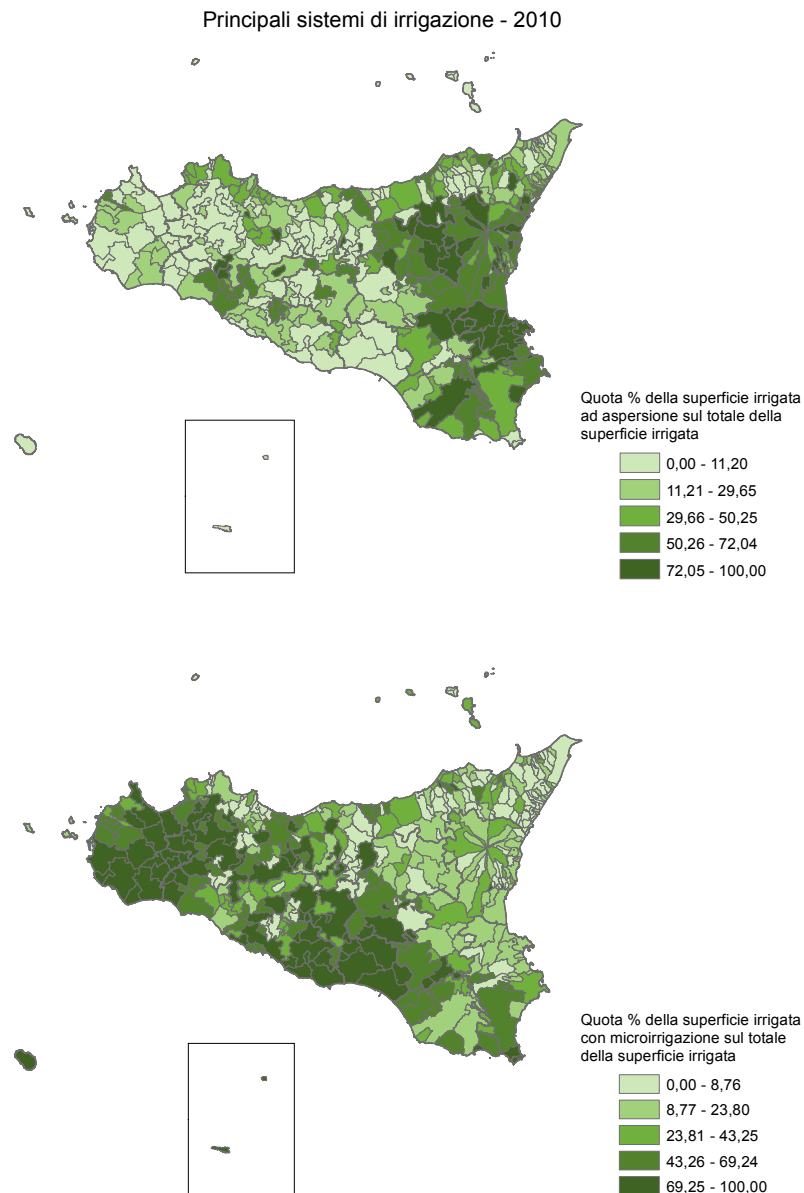 Principali sistemi di irrigazione - 2010
Quota % della superficie irrigata
ad aspersione sul totale della
superficie irrigata
0,00 - 11,20
11,21 - 29,65
29,66 - 50,25
50,26 - 72,04
72,05 - 100,00
Quota % della superficie irrigata
con microirrigazione sul totale
della superficie irrigata
0,00 - 8,76
8,77 - 23,80
23,81 - 43,25
43,26 - 69,24
69,25 - 100,00